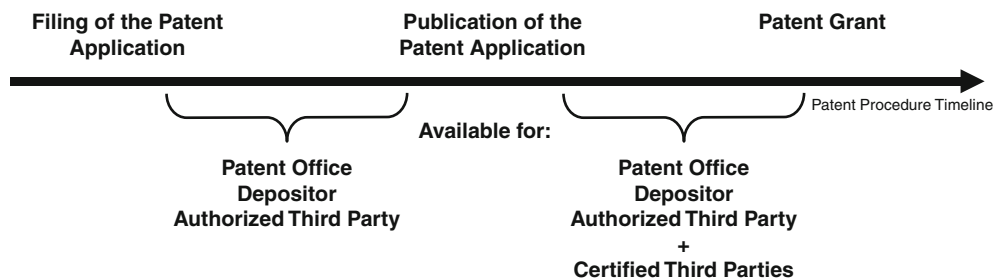 Filing of the Patent
Application
Publication of the
Patent Application
Patent Grant
Patent Procedure Timeline
Available for:
Patent Office
Depositor
Authorized Third Party
Patent Office
Depositor
Authorized Third Party
+
Certified Third Parties